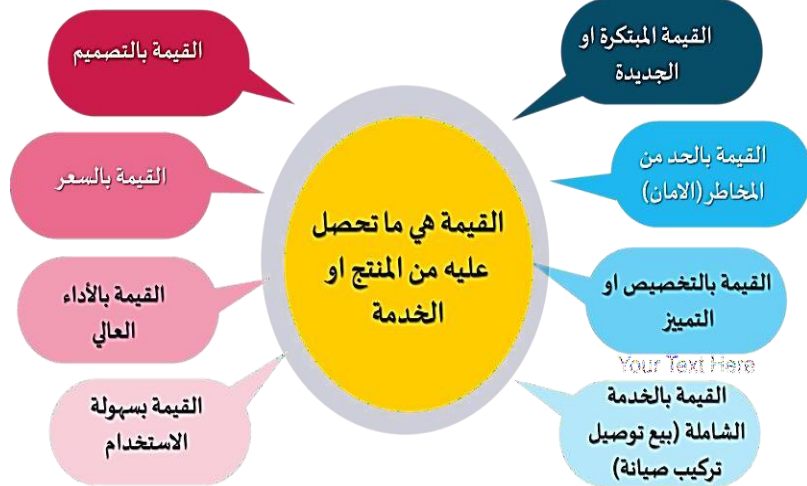 القيمة المبتكرة او
الجديدة
القيمة بالحد من
المخاطر(الامان)
القيمة بالتخصيص او
التمييز
Your Text Here
القيمة بالخدمة
الشاملة (بيع توصيل
تركيب صيانة)
القيمة هي ما تحصل
عليه من المنتج او
الخدمة
القيمة بالتصميم
القيمة بالسعر
القيمة بالأداء
العالي
القيمة بسهولة
الاستخدام